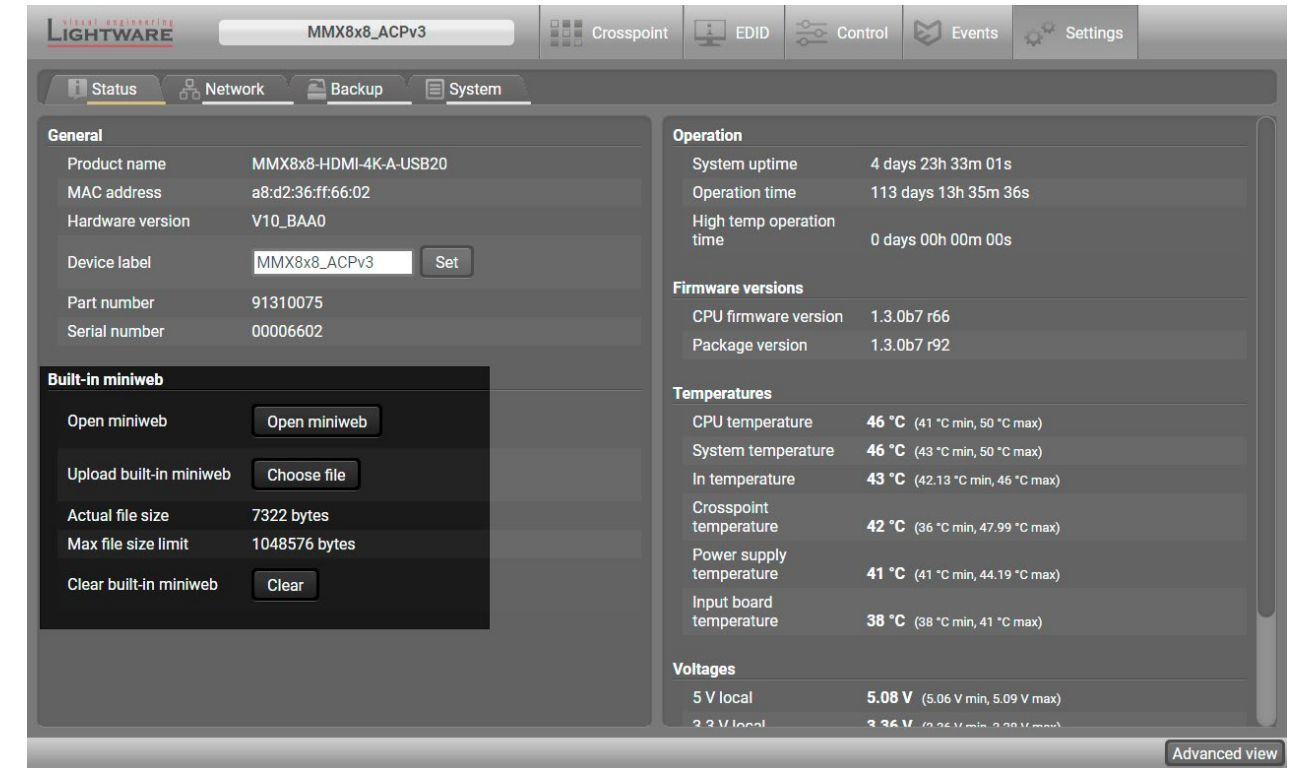 visual engineering
LIGHTWARE
MMX8x8_ACPv3
Crosspoint
EDID
Control
Events
Settings
Status
Network
Backup
System
General
Product name MMX8x8-HDMI-4K-A-USB20
MAC address a8:d2:36:ff:66:02
Hardware version V10_BAA0
Device label MMX8x8_ACPv3 Set
Part number 91310075
Serial number 00006602
Built-in miniweb
Open miniweb Open miniweb
Upload built-in miniweb Choose file
Actual file size 7322 bytes
Max file size limit 1048576 bytes
Clear built-in miniweb Clear
Operation
System uptime 4 days 23h 33m 01s
Operation time 113 days 13h 35m 36s
High temp operation
time 0 days 00h 00m 00s
Firmware versions
CPU firmware version 1.3.0b7 r66
Package version 1.3.0b7 r92
Temperatures
CPU temperature 46 °C (41 °C min, 50 °C max)
System temperature 46 °C (43 °C min, 50 °C max)
In temperature 43 °C (42.13 °C min, 46 °C max)
Crosspoint
temperature 42 °C (36 °C min, 47.99 °C max)
Power supply
temperature 41 °C (41 °C min, 44.19 °C max)
Input board
temperature 38 °C (38 °C min, 41 °C max)
Voltages
5 V local 5.08 V (5.06 V min, 5.09 V max)
3.3 V local 3.36 V
Advanced view